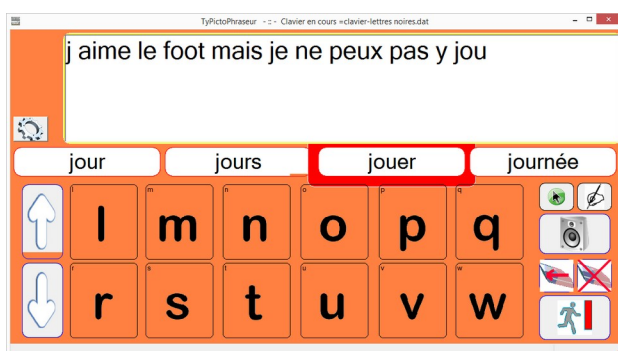 TyPictoPhraseur - :: - Clavier en cours =clavier-lettres noires.dat
j aime le foot mais je ne peux pas y jou
jour jours jouer journée
l m n o p q
l m n o p q
r s t u v w
r s t u v w